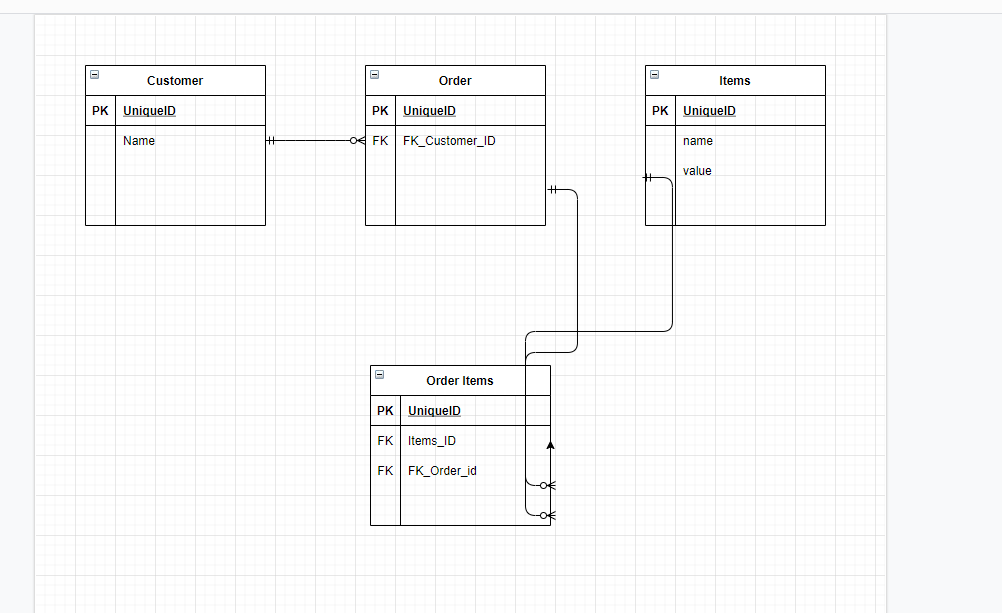 Customer
PK UniqueID
Name
Order
PK UniqueID
FK FK_Customer_ID
Items
PK UniqueID
name
value
Order Items
PK UniqueID
FK Items_ID
FK FK_Order_id